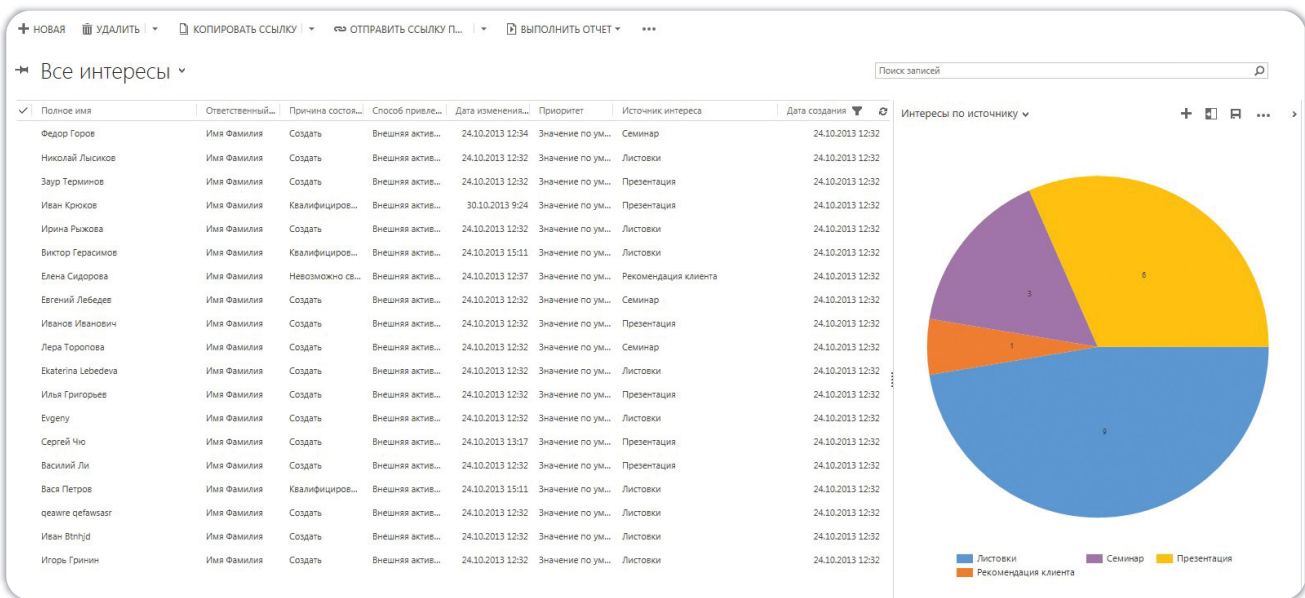 НОВАЯ УДАЛИТЬ КОПИРОВАТЬ ССЫЛКУ ОТПРАВИТЬ ССЫЛКУ П... ВЫПОЛНИТЬ ОТЧЕТ ...
Все интересы
Поиск записей
Полное имя Ответственный... Причина состоя... Способ привле... Дата изменения... Приоритет Источник интереса Дата создания
Федор Горов Имя Фамилия Создать Внешняя актив... 24.10.2013 12:34 Значение по ум... Семинар 24.10.2013 12:32
Николай Лысиков Имя Фамилия Создать Внешняя актив... 24.10.2013 12:32 Значение по ум... Листовки 24.10.2013 12:32
Заур Терминов Имя Фамилия Создать Внешняя актив... 24.10.2013 12:32 Значение по ум... Презентация 24.10.2013 12:32
Иван Крюков Имя Фамилия Квалифициров... Внешняя актив... 30.10.2013 9:24 Значение по ум... Презентация 24.10.2013 12:32
Ирина Рыжова Имя Фамилия Создать Внешняя актив... 24.10.2013 12:32 Значение по ум... Листовки 24.10.2013 12:32
Виктор Герасимов Имя Фамилия Квалифициров... Внешняя актив... 24.10.2013 15:11 Значение по ум... Листовки 24.10.2013 12:32
Елена Сидорова Имя Фамилия Невозможно св... Внешняя актив... 24.10.2013 12:37 Значение по ум... Рекомендация клиента 24.10.2013 12:32
Евгений Лебедев Имя Фамилия Создать Внешняя актив... 24.10.2013 12:32 Значение по ум... Семинар 24.10.2013 12:32
Иванов Иванович Имя Фамилия Создать Внешняя актив... 24.10.2013 12:32 Значение по ум... Презентация 24.10.2013 12:32
Лера Торопова Имя Фамилия Создать Внешняя актив... 24.10.2013 12:32 Значение по ум... Семинар 24.10.2013 12:32
Ekaterina Lebedeva Имя Фамилия Создать Внешняя актив... 24.10.2013 12:32 Значение по ум... Листовки 24.10.2013 12:32
Илья Григорьев Имя Фамилия Создать Внешняя актив... 24.10.2013 12:32 Значение по ум... Презентация 24.10.2013 12:32
Evgeny Имя Фамилия Создать Внешняя актив... 24.10.2013 12:32 Значение по ум... Листовки 24.10.2013 12:32
Сергей Чю Имя Фамилия Создать Внешняя актив... 24.10.2013 13:17 Значение по ум... Презентация 24.10.2013 12:32
Василий Ли Имя Фамилия Создать Внешняя актив... 24.10.2013 12:32 Значение по ум... Презентация 24.10.2013 12:32
Вася Петров Имя Фамилия Квалифициров... Внешняя актив... 24.10.2013 15:11 Значение по ум... Листовки 24.10.2013 12:32
qeawre qefawsasr Имя Фамилия Создать Внешняя актив... 24.10.2013 12:32 Значение по ум... Листовки 24.10.2013 12:32
Иван Btnhjd Имя Фамилия Создать Внешняя актив... 24.10.2013 12:32 Значение по ум... Листовки 24.10.2013 12:32
Игорь Гринин Имя Фамилия Создать Внешняя актив... 24.10.2013 12:32 Значение по ум... Листовки 24.10.2013 12:32
Интересы по источнику ...
6
3
1
9
Листовки Семинар Презентация
Рекомендация клиента